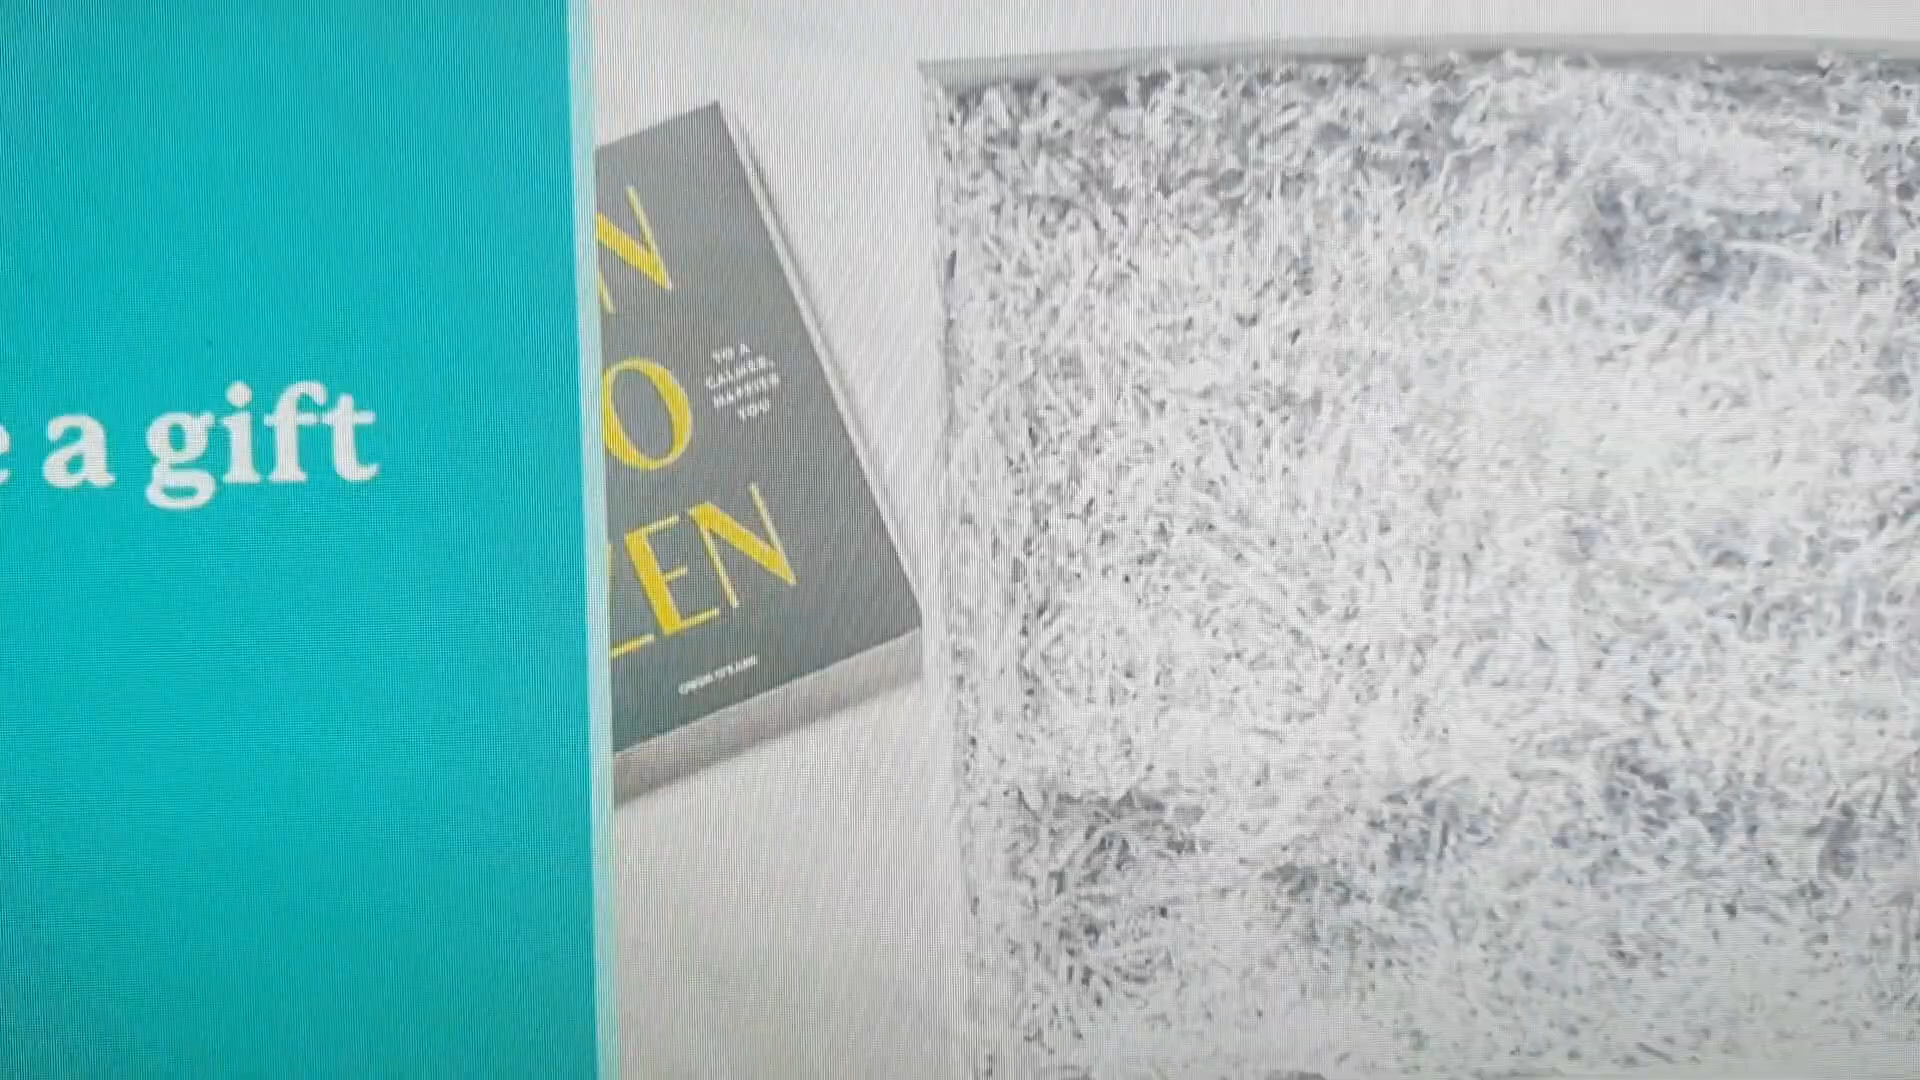 a gift
N
O
ZEN
TO A
CALMER,
HAPPIER
YOU